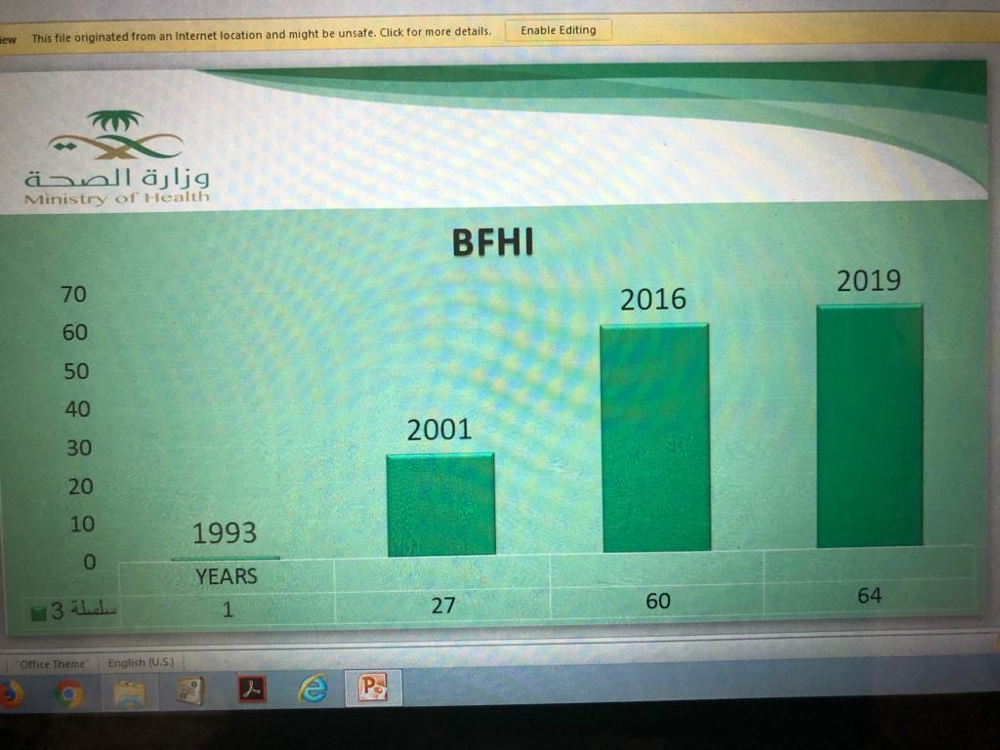 iew This file originated from an Internet location and might be unsafe. Click for more details. Enable Editing
وزارة الصحة
Ministry of Health
BFHI
70
60
50
40
30
20
10
0
1993
2001
2016
2019
YEARS
سلسلة 3 1 27 60 64
"Office Theme" English (U.S.)